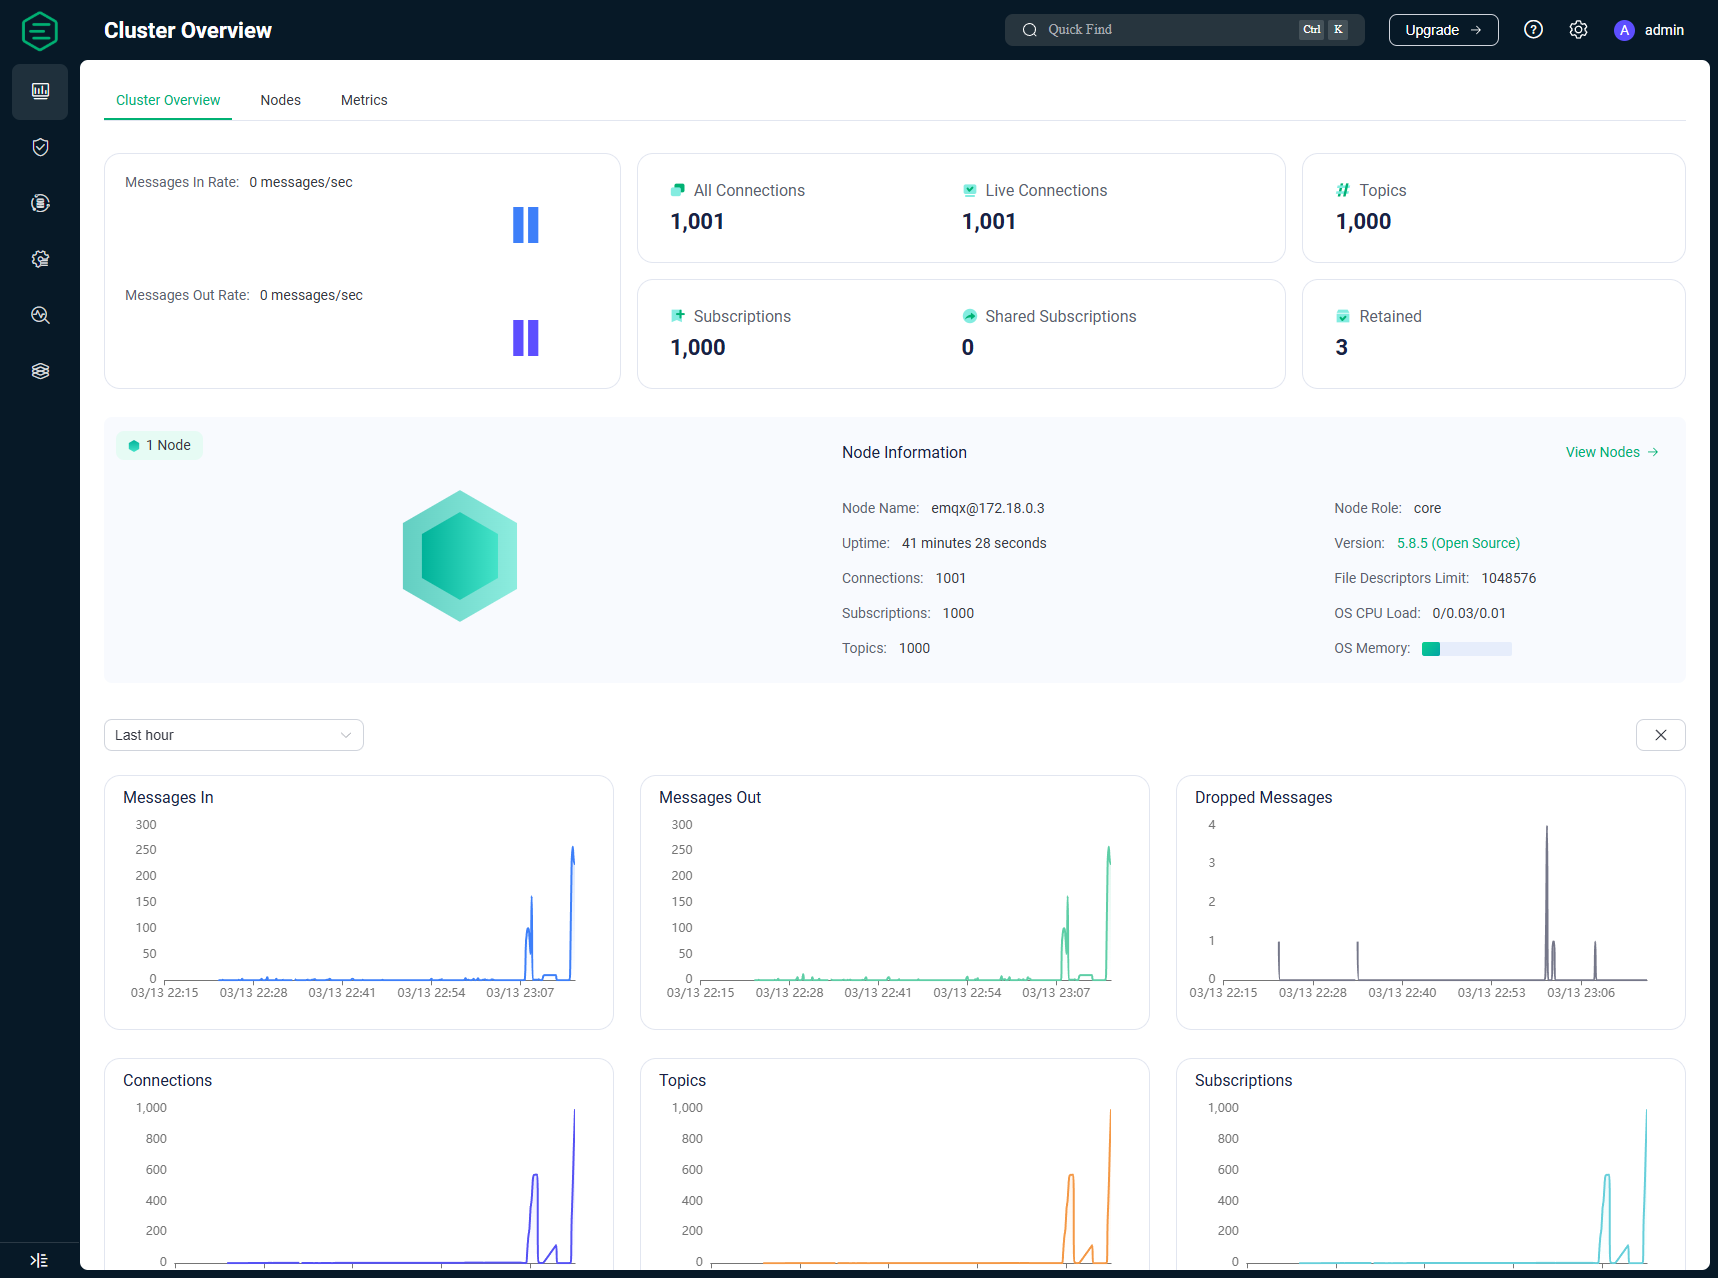 Cluster Overview
Quick Find
Ctrl K
Upgrade →
A admin
Cluster Overview
Nodes
Metrics
Messages In Rate: 0 messages/sec
Messages Out Rate: 0 messages/sec
All Connections
1,001
Live Connections
1,001
Topics
1,000
Subscriptions
1,000
Shared Subscriptions
0
Retained
3
1 Node
Node Information
View Nodes →
Node Name: emqx@172.18.0.3
Node Role: core
Uptime: 41 minutes 28 seconds
Version: 5.8.5 (Open Source)
Connections: 1001
File Descriptors Limit: 1048576
Subscriptions: 1000
OS CPU Load: 0/0.03/0.01
Topics: 1000
OS Memory:
Last hour
Messages In
300
250
200
150
100
50
0
03/13 22:15 03/13 22:28 03/13 22:41 03/13 22:54 03/13 23:07
Messages Out
300
250
200
150
100
50
0
03/13 22:15 03/13 22:28 03/13 22:41 03/13 22:54 03/13 23:07
Dropped Messages
4
3
2
1
0
03/13 22:15 03/13 22:28 03/13 22:40 03/13 22:53 03/13 23:06
Connections
1,000
800
600
400
200
0
Topics
1,000
800
600
400
200
0
Subscriptions
1,000
800
600
400
200
0